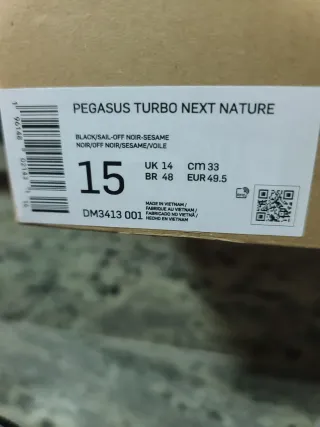 PEGASUS TURBO NEXT NATURE
BLACK/SAIL-OFF NOIR-SESAME
NOIR/OFF NOIR/SESAME/VOILE
15
UK 14 CM 33
BR 48 EUR 49.5
DM3413 001
MADE IN VIETNAM /
FABRIQUE AU VIETNAM /
FABRICADO NO VIETNÃ /
HECHO EN VIETNAM